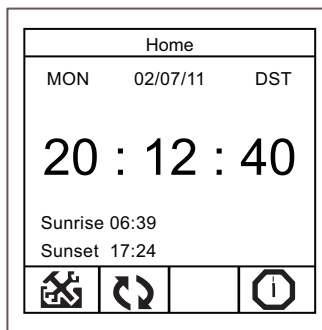 Home
MON 02/07/11 DST
20 : 12 : 40
Sunrise 06:39
Sunset 17:24
i